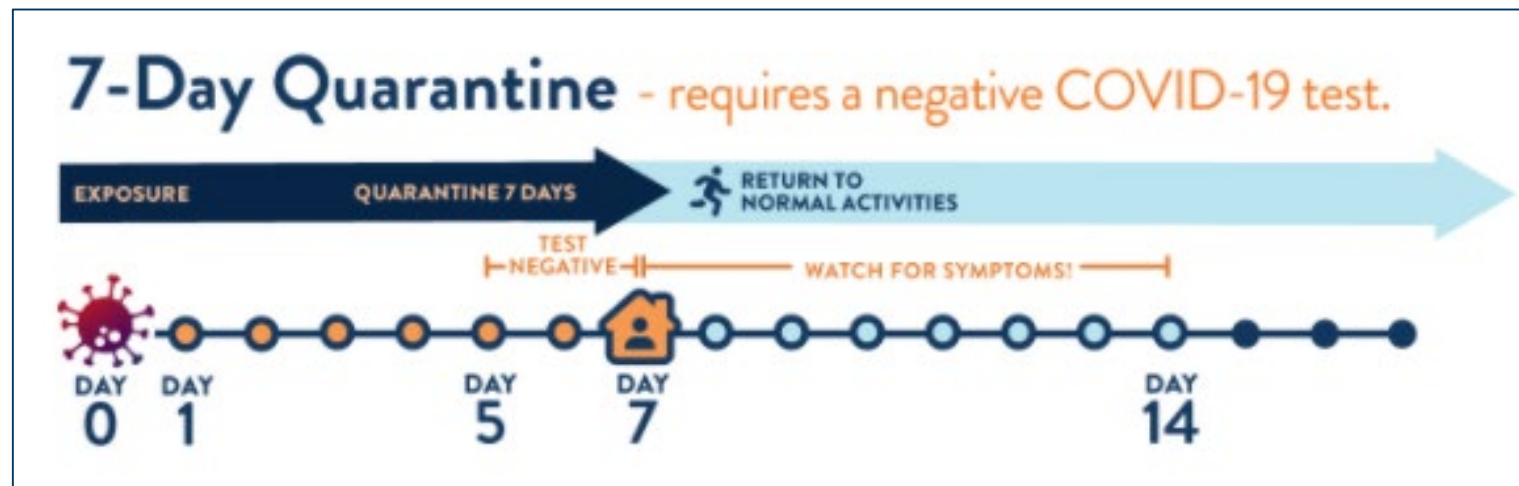 7-Day Quarantine - requires a negative COVID-19 test.
EXPOSURE
QUARANTINE 7 DAYS
RETURN TO
NORMAL ACTIVITIES
TEST
NEGATIVE
WATCH FOR SYMPTOMS!
DAY
0
DAY
1
DAY
5
DAY
7
DAY
14